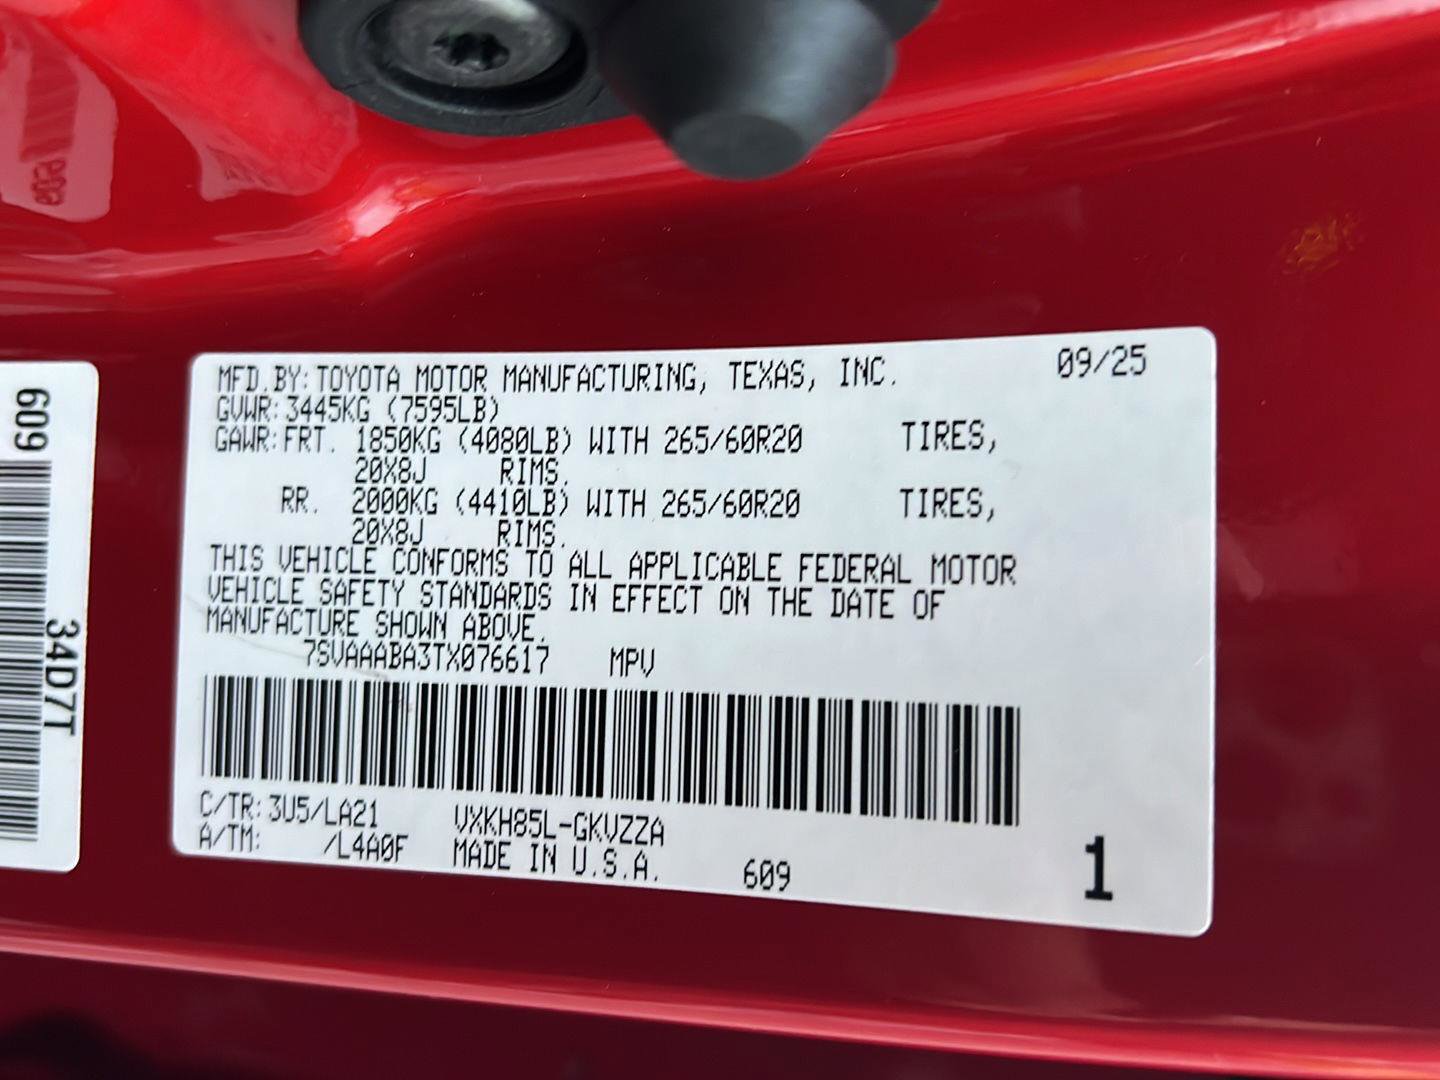 MFD.BY:TOYOTA MOTOR MANUFACTURING, TEXAS, INC. 09/25
GVWR:3445KG (7595LB)
GAWR:FRT. 1850KG (4080LB) WITH 265/60R20 TIRES,
20X8J RIMS.
RR. 2000KG (4410LB) WITH 265/60R20 TIRES,
20X8J RIMS.
THIS VEHICLE CONFORMS TO ALL APPLICABLE FEDERAL MOTOR
VEHICLE SAFETY STANDARDS IN EFFECT ON THE DATE OF
MANUFACTURE SHOWN ABOVE.
7SVAAABA3TX076617 MPV
C/TR:3U5/LA21 VXKH85L-GKVZZA
A/TM: /L4A0F MADE IN U.S.A. 609 1
609
34D7T
609